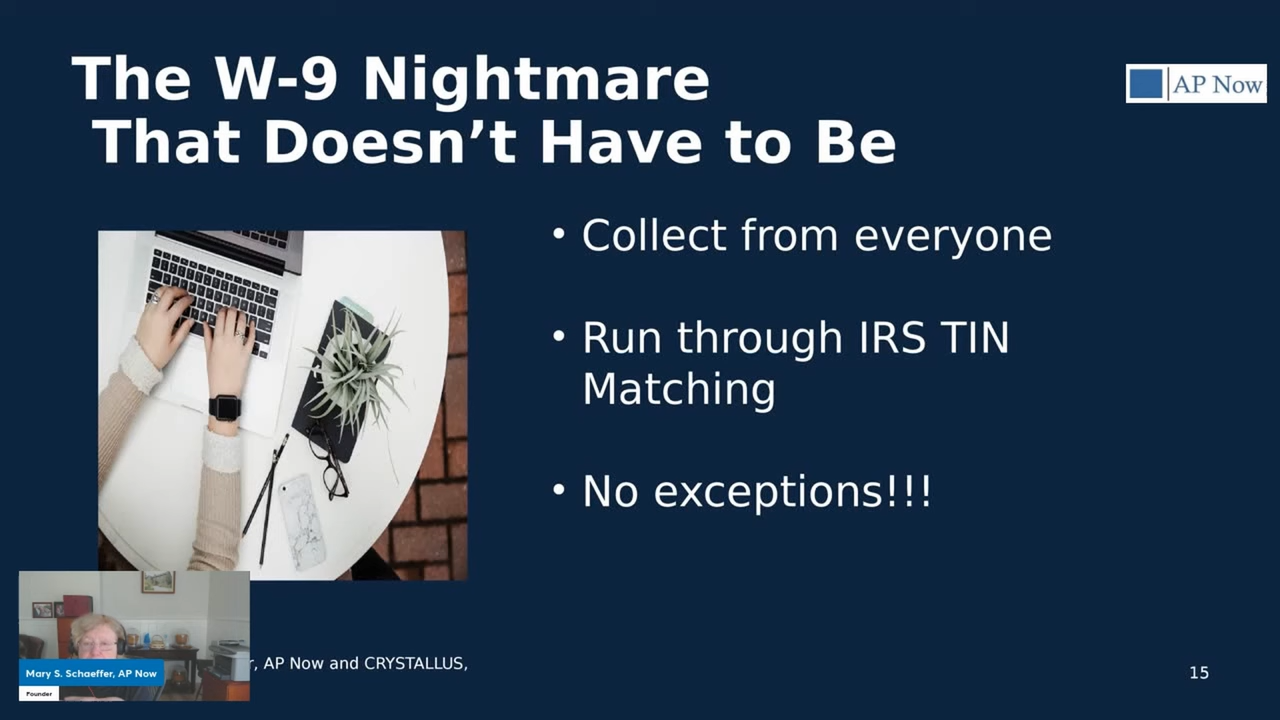 The W-9 Nightmare
That Doesn’t Have to Be
AP Now
• Collect from everyone
• Run through IRS TIN
Matching
• No exceptions!!!
AP Now and CRYSTALLUS,
Mary S. Schaeffer, AP Now
Founder
15